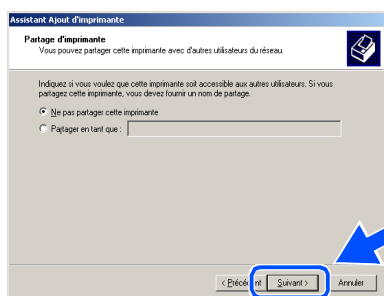 Assistant Ajout d'imprimante
Partage d'imprimante
Vous pouvez partager cette imprimante avec d'autres utilisateurs du réseau.
Indiquez si vous voulez que cette imprimante soit accessible aux autres utilisateurs. Si vous
partagez cette imprimante, vous devez fournir un nom de partage.
Ne pas partager cette imprimante
Partager en tant que :
< Précédent Suivant > Annuler